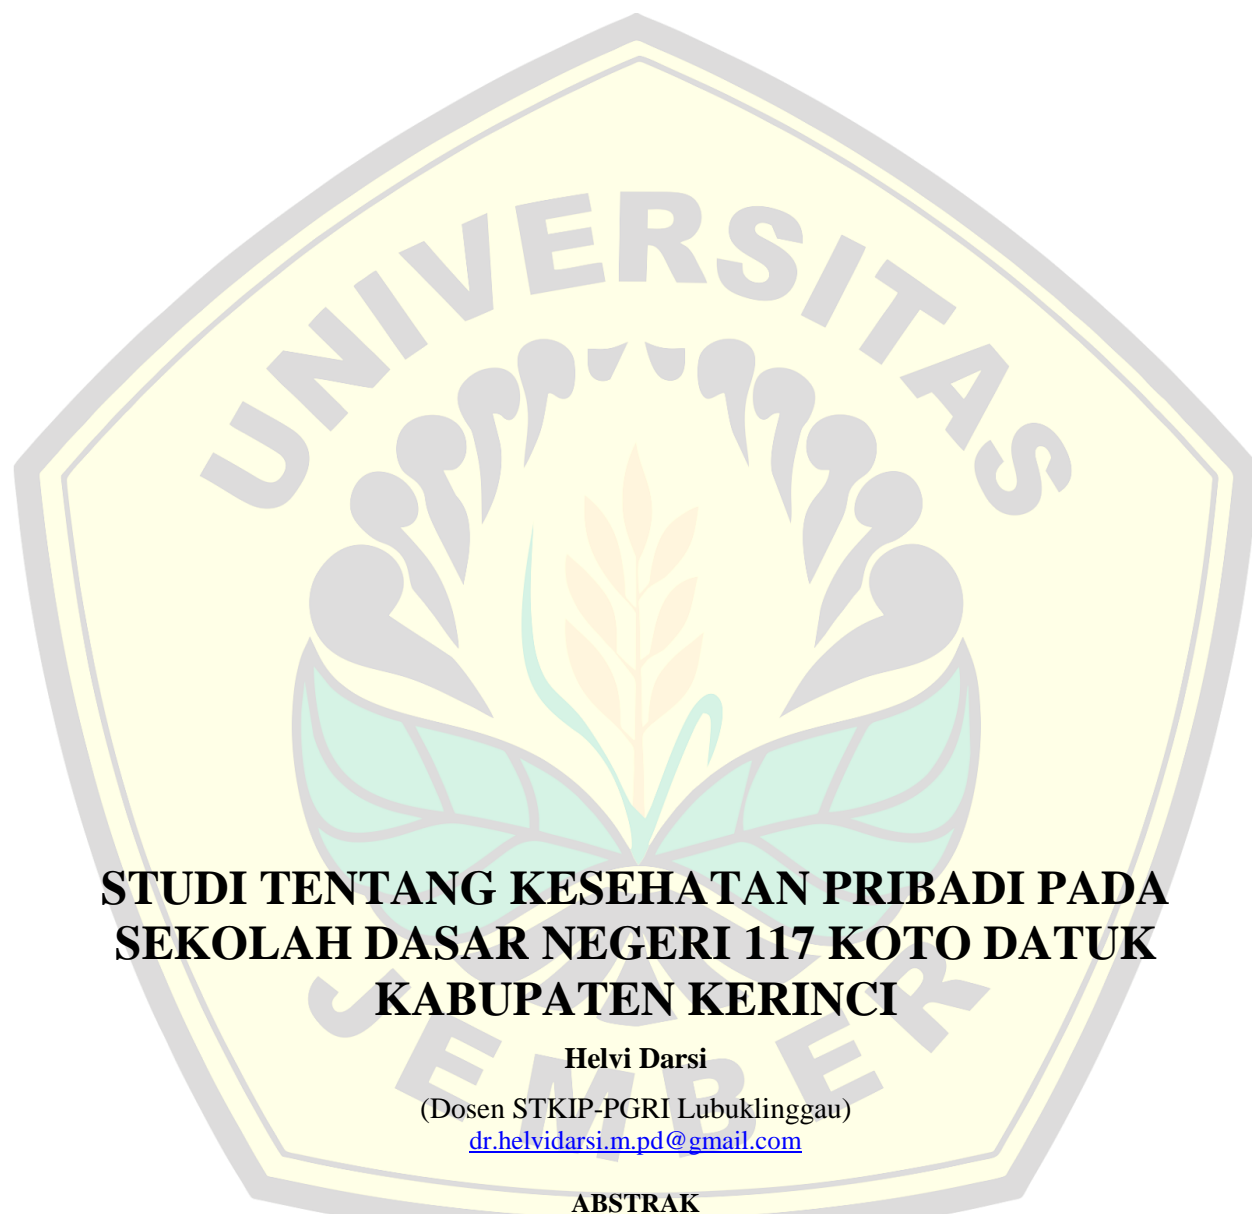 UNIVERSITAS
STUDI TENTANG KESEHATAN PRIBADI PADA
SEKOLAH DASAR NEGERI 117 KOTO DATUK
KABUPATEN KERINCI
Helvi Darsi
(Dosen STKIP-PGRI Lubuklinggau)
dr.helvidarsi.m.pd@gmail.com
JEMBER
ABSTRAK